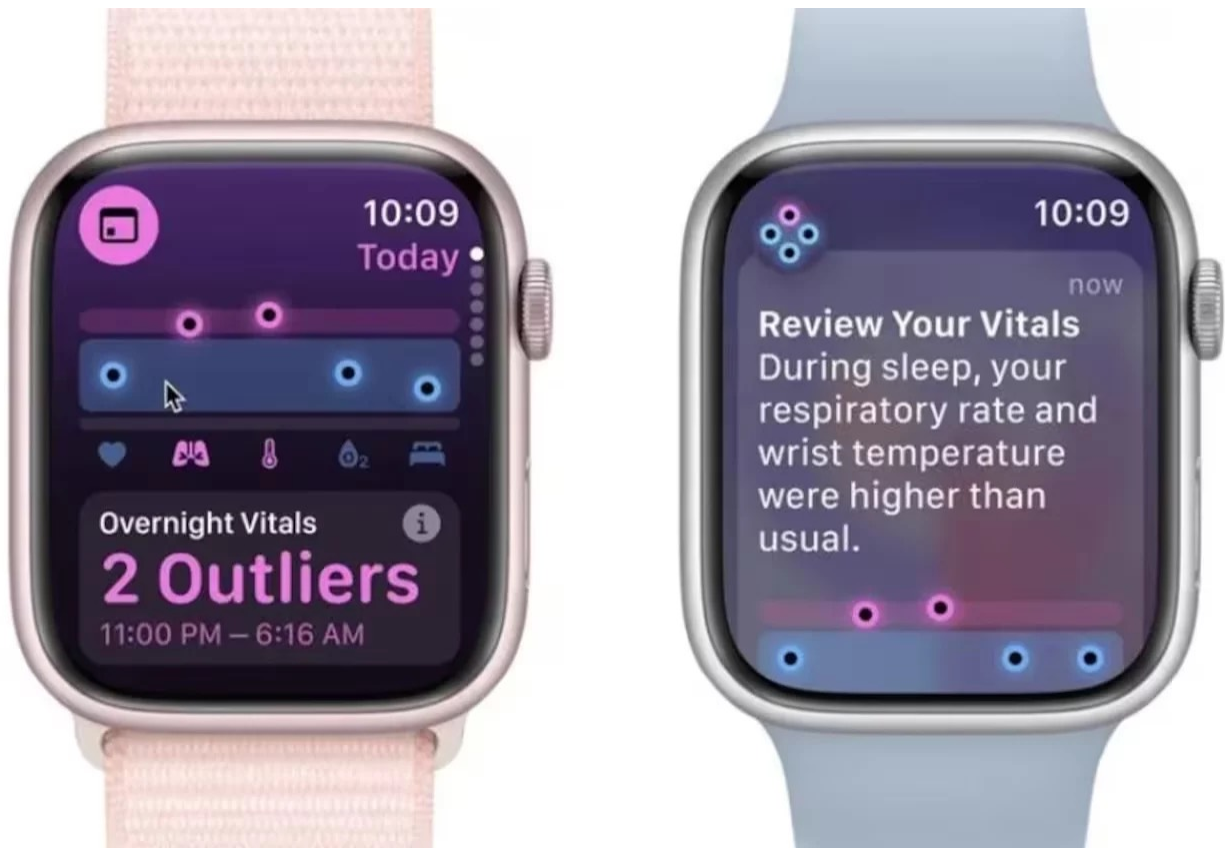 10:09
Today
2
Overnight Vitals
i
2 Outliers
11:00 PM – 6:16 AM
10:09
now
Review Your Vitals
During sleep, your
respiratory rate and
wrist temperature
were higher than
usual.